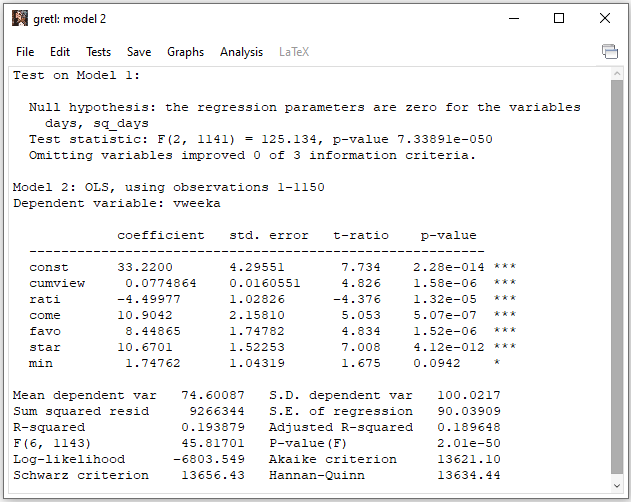 gretl: model 2
File Edit Tests Save Graphs Analysis LaTeX
Test on Model 1:
Null hypothesis: the regression parameters are zero for the variables
days, sq_days
Test statistic: F(2, 1141) = 125.134, p-value 7.33891e-050
Omitting variables improved 0 of 3 information criteria.
Model 2: OLS, using observations 1-1150
Dependent variable: vweeka
coefficient std. error t-ratio p-value
---------------------------------------------------------
const 33.2200 4.29551 7.734 2.28e-014 ***
cumview 0.0774864 0.0160551 4.826 1.58e-06 ***
rati -4.49977 1.02826 -4.376 1.32e-05 ***
come 10.9042 2.15810 5.053 5.07e-07 ***
favo 8.44865 1.74782 4.834 1.52e-06 ***
star 10.6701 1.52253 7.008 4.12e-012 ***
min 1.74762 1.04319 1.675 0.0942 *
Mean dependent var 74.60087 S.D. dependent var 100.0217
Sum squared resid 9266344 S.E. of regression 90.03909
R-squared 0.193879 Adjusted R-squared 0.189648
F(6, 1143) 45.81701 P-value(F) 2.01e-50
Log-likelihood -6803.549 Akaike criterion 13621.10
Schwarz criterion 13656.43 Hannan-Quinn 13634.44